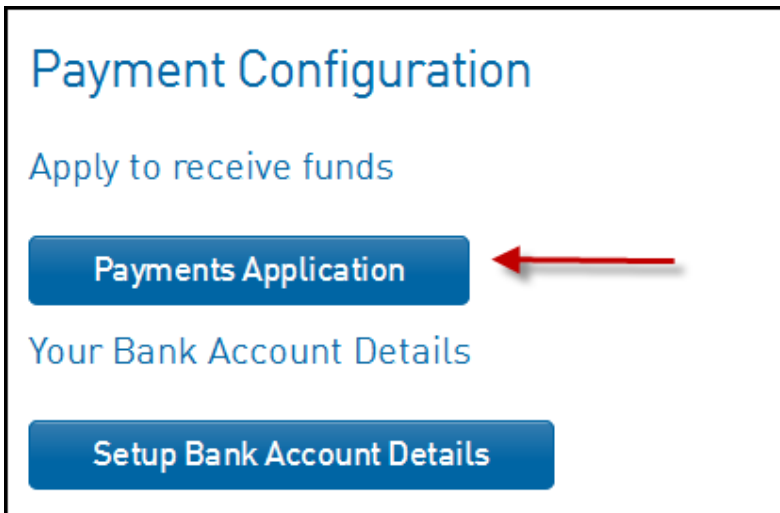 Payment Configuration
Apply to receive funds
Payments Application
Your Bank Account Details
Setup Bank Account Details